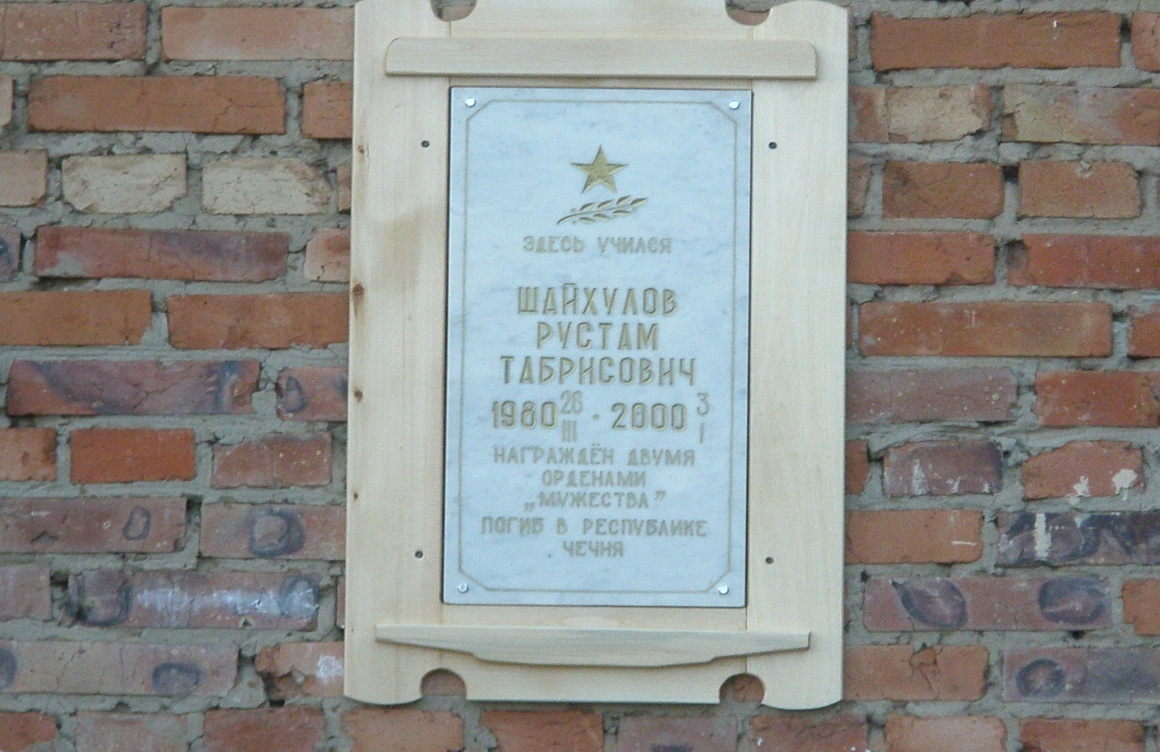 ЗДЕСЬ УЧИЛСЯ
ШАЙХУЛОВ
РУСТАМ
ТАБРИСОВИЧ
1980 26 III - 2000 3 I
НАГРАЖДЁН ДВУМЯ
ОРДЕНАМИ
„МУЖЕСТВА”
ПОГИБ В РЕСПУБЛИКЕ
ЧЕЧНЯ